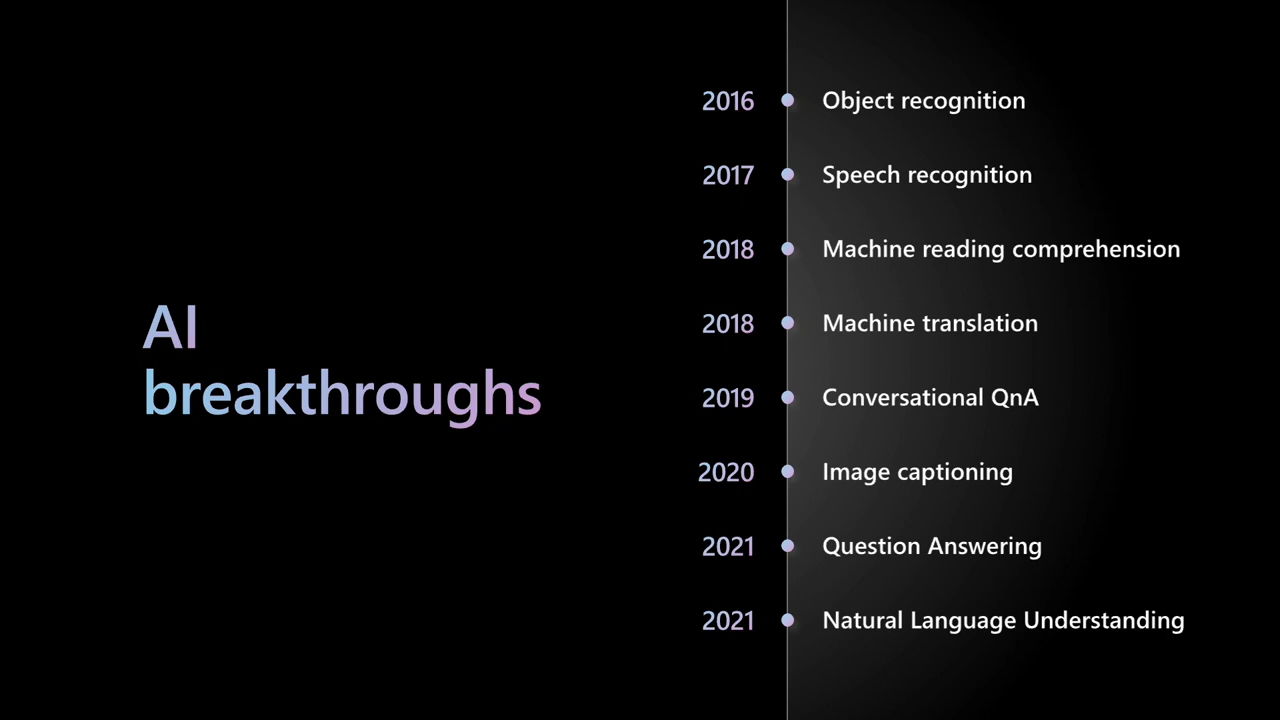 AI
breakthroughs
2016 Object recognition
2017 Speech recognition
2018 Machine reading comprehension
2018 Machine translation
2019 Conversational QnA
2020 Image captioning
2021 Question Answering
2021 Natural Language Understanding